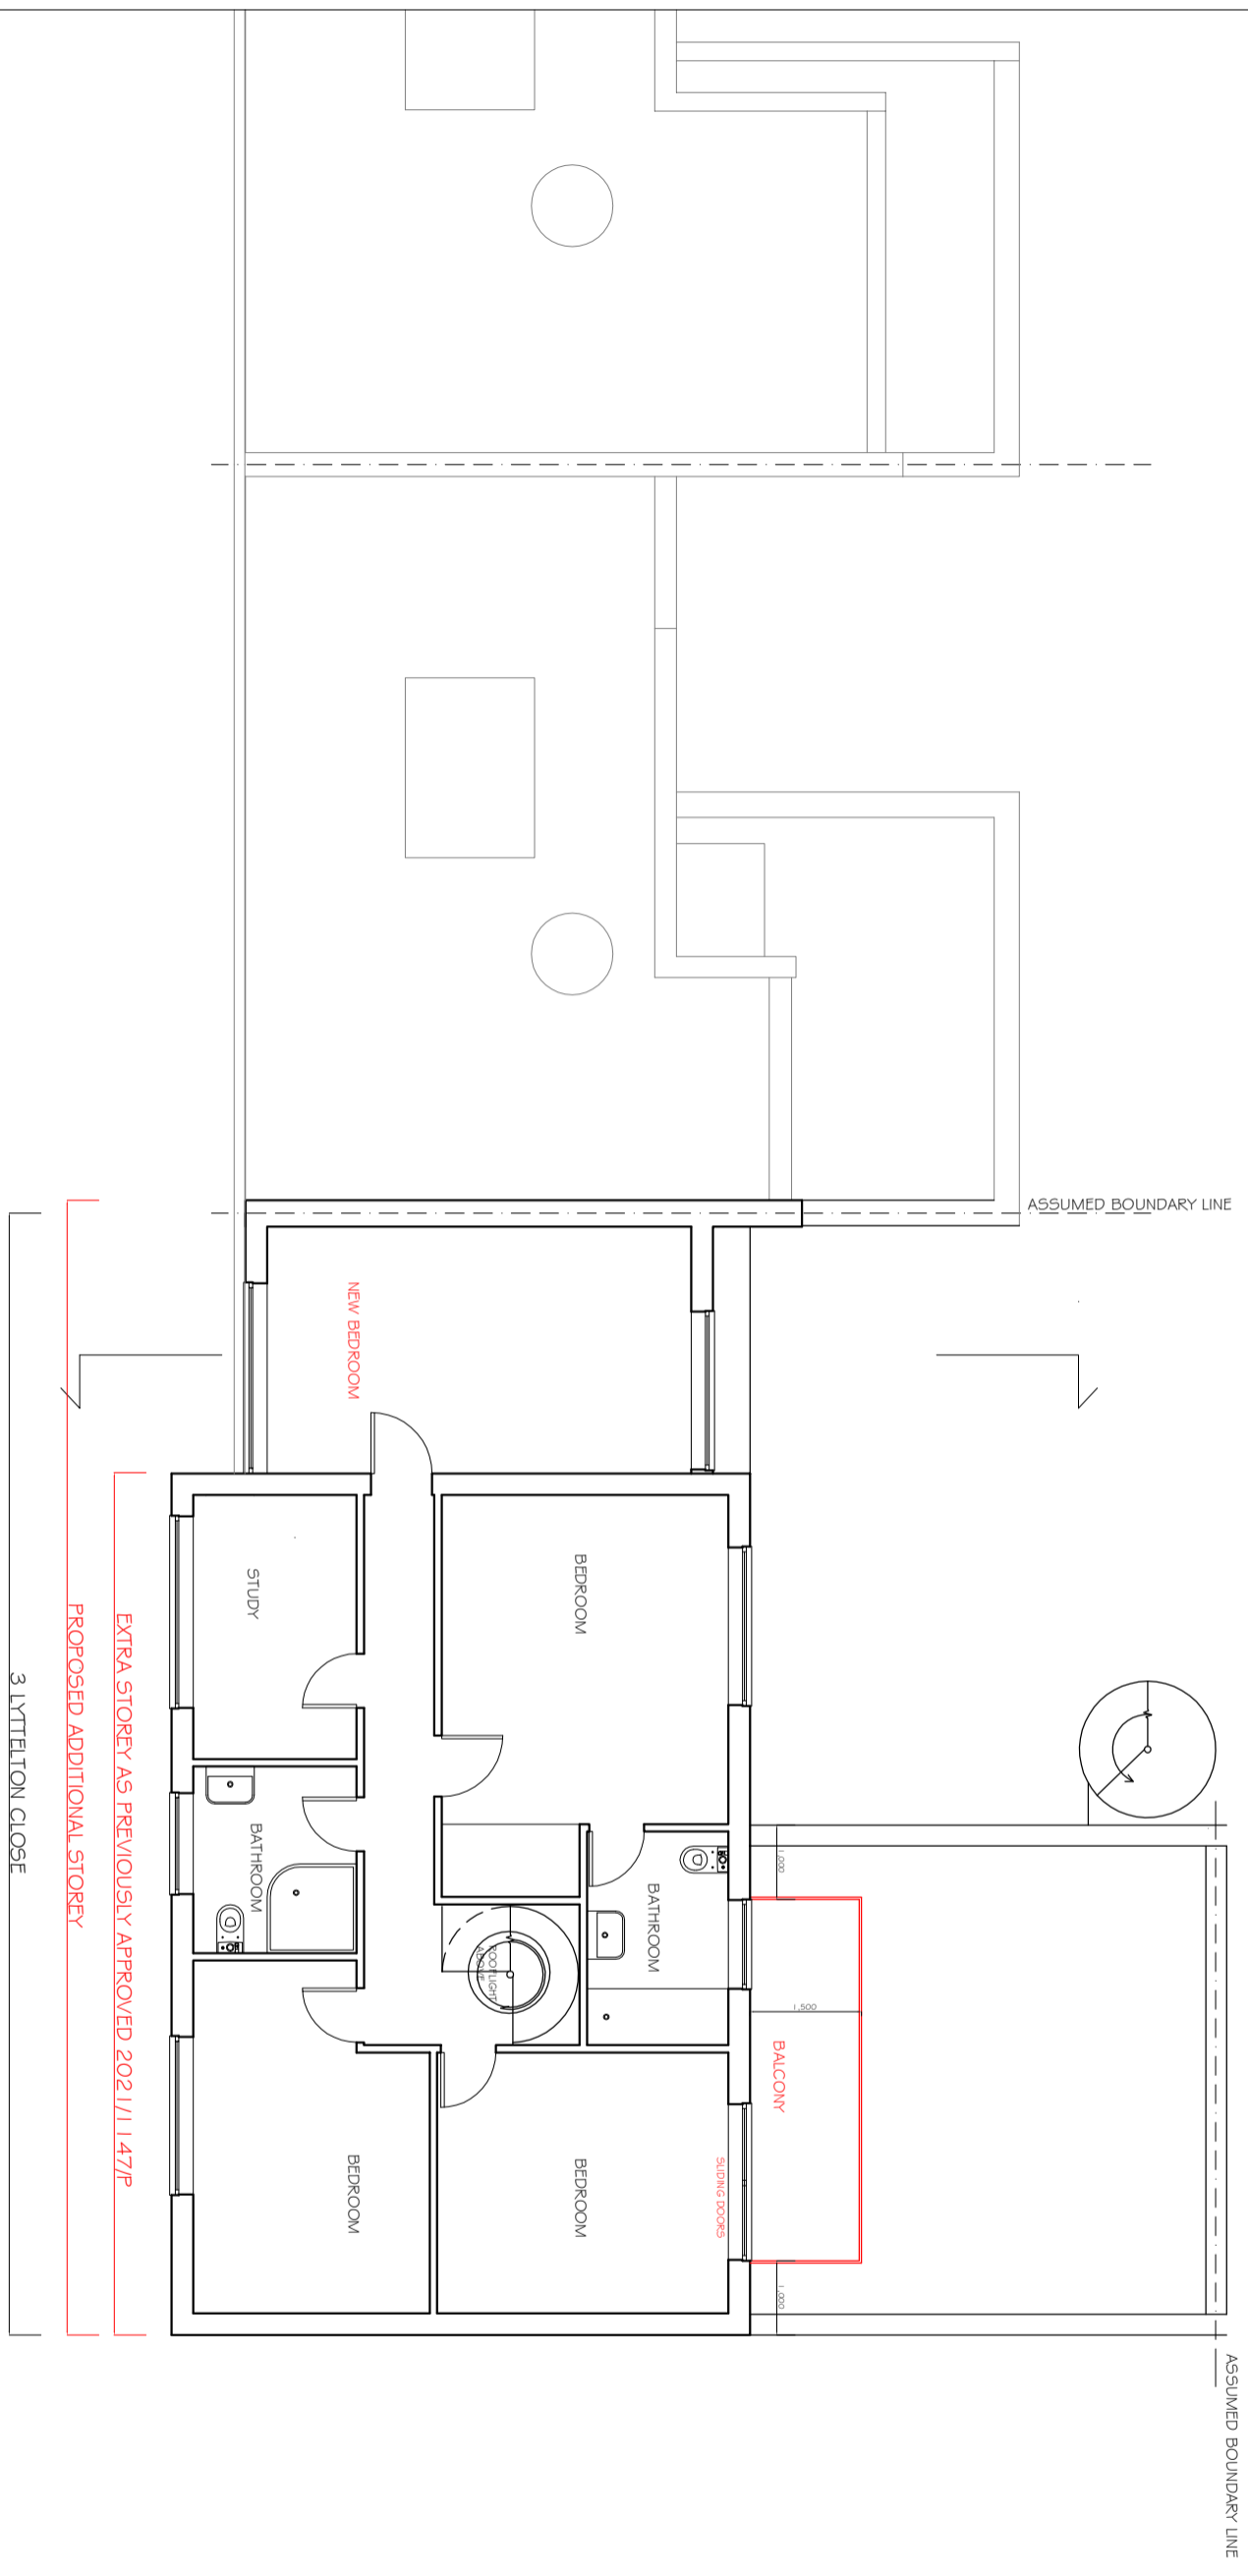 ASSUMED BOUNDARY LINE
ASSUMED BOUNDARY LINE
1,000
1,500
1,000
BALCONY
SLIDING DOORS
BEDROOM
BATHROOM
BEDROOM
ROOFLIGHT
ABOVE
NEW BEDROOM
STUDY
BATHROOM
BEDROOM
EXTRA STOREY AS PREVIOUSLY APPROVED 2021/1147/P
PROPOSED ADDITIONAL STOREY
3 LYTTELTON CLOSE